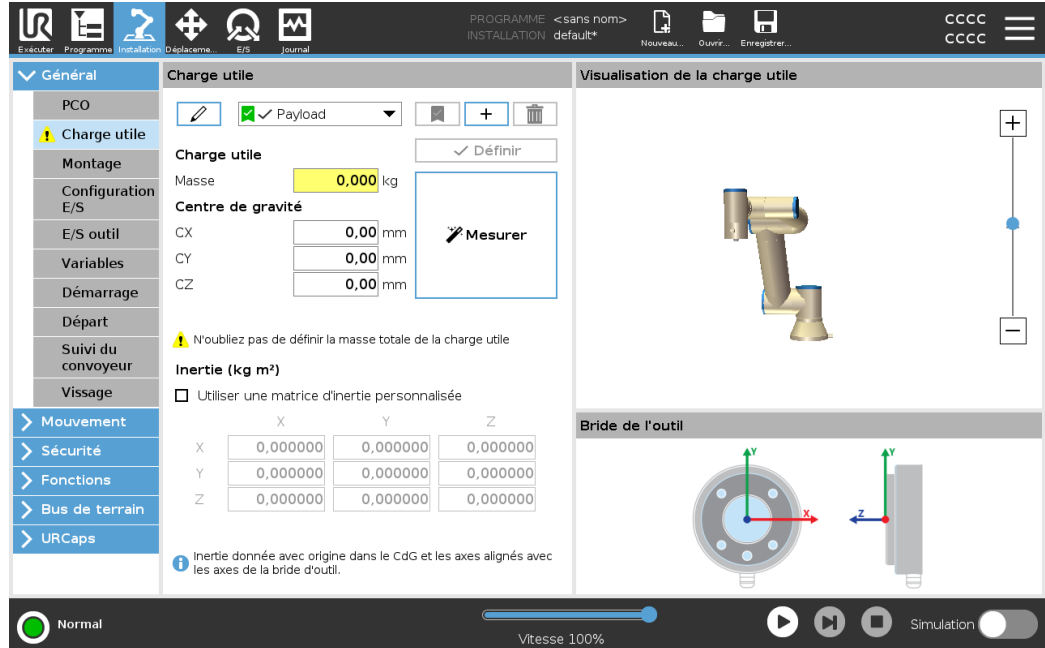 UR
Exécuter
Programme
Installation
Déplaceme...
E/S
Journal
PROGRAMME <sans nom>
INSTALLATION default*
Nouveau...
Ouvrir...
Enregistrer...
CCCC
CCCC
Général
PCO
Charge utile
Montage
Configuration
E/S
E/S outil
Variables
Démarrage
Départ
Suivi du
convoyeur
Vissage
Mouvement
Sécurité
Fonctions
Bus de terrain
URCaps
Charge utile
Payload
Définir
Charge utile
Masse 0,000 kg
Centre de gravité
CX 0,00 mm
CY 0,00 mm
CZ 0,00 mm
Mesurer
N'oubliez pas de définir la masse totale de la charge utile
Inertie (kg m²)
Utiliser une matrice d'inertie personnalisée
X Y Z
X 0,000000 0,000000 0,000000
Y 0,000000 0,000000 0,000000
Z 0,000000 0,000000 0,000000
Inertie donnée avec origine dans le CdG et les axes alignés avec
les axes de la bride d'outil.
Visualisation de la charge utile
Bride de l'outil
Y
X
Y
Z
Normal
Vitesse 100%
Simulation